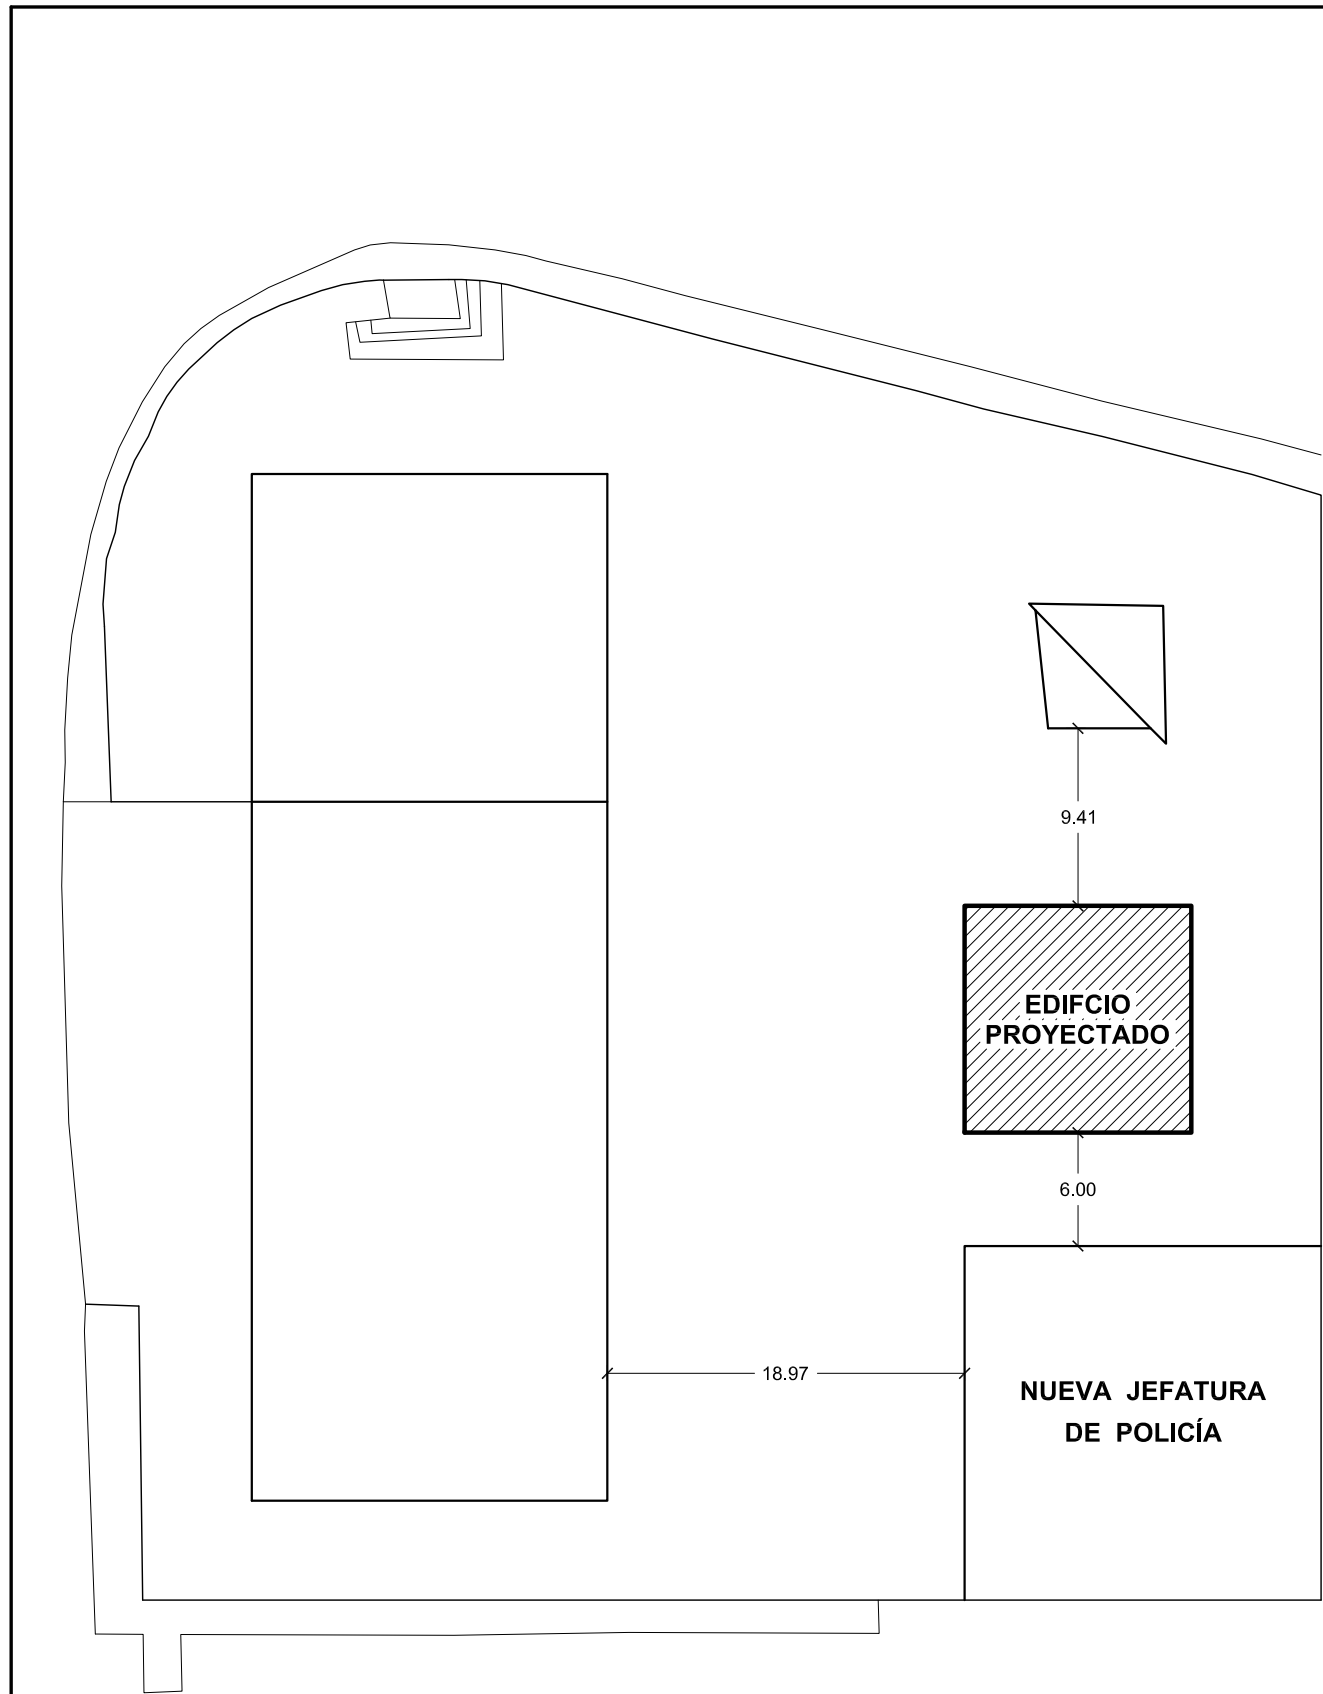 9.41
EDIFCIO
PROYECTADO
6.00
18.97
NUEVA JEFATURA
DE POLICÍA